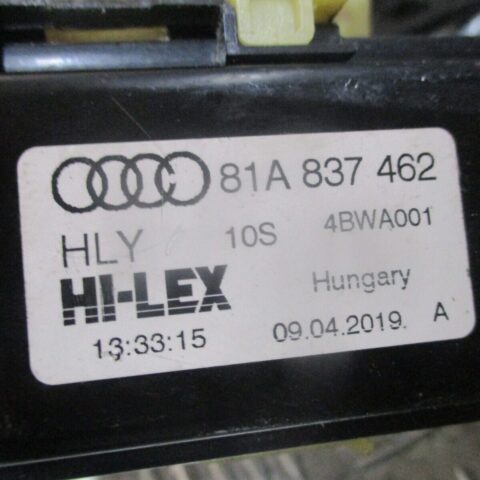 81A 837 462
HLY 10S 4BWA001
HI-LEX Hungary
13:33:15 09.04.2019. A